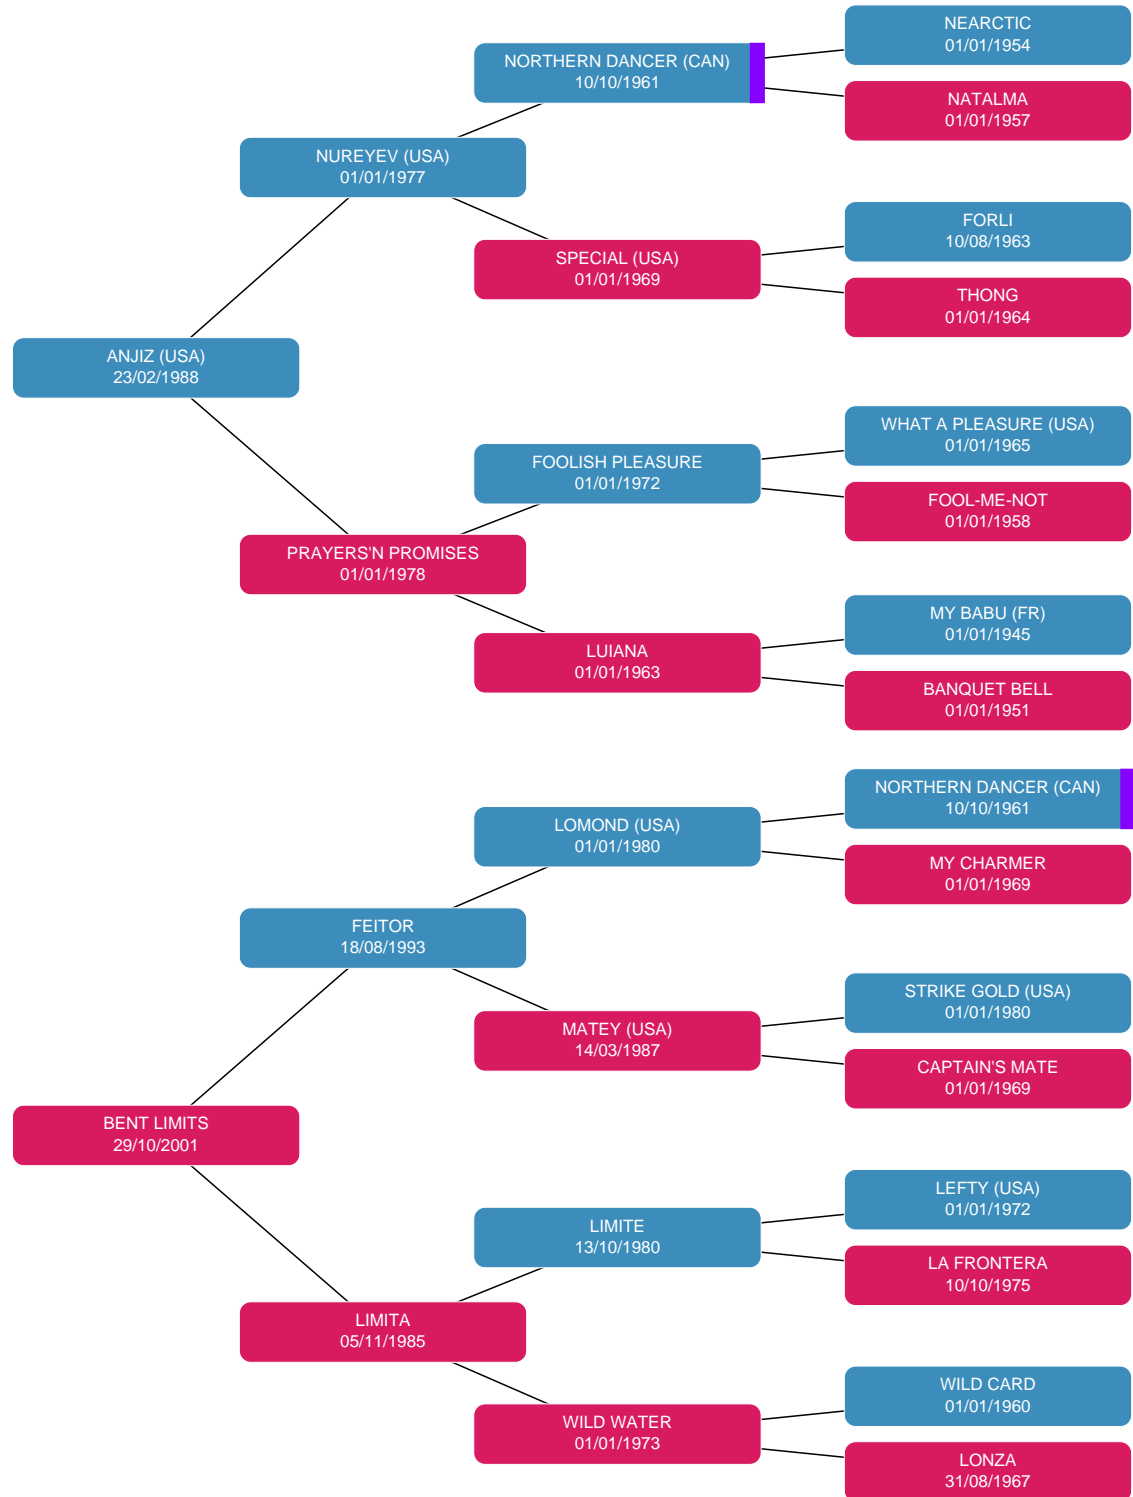 NEARCTIC
01/01/1954
NORTHERN DANCER (CAN)
10/10/1961
NATALMA
01/01/1957
NUREYEV (USA)
01/01/1977
FORLI
10/08/1963
SPECIAL (USA)
01/01/1969
THONG
01/01/1964
ANJIZ (USA)
23/02/1988
WHAT A PLEASURE (USA)
01/01/1965
FOOLISH PLEASURE
01/01/1972
FOOL-ME-NOT
01/01/1958
PRAYERS'N PROMISES
01/01/1978
MY BABU (FR)
01/01/1945
LUIANA
01/01/1963
BANQUET BELL
01/01/1951
NORTHERN DANCER (CAN)
10/10/1961
LOMOND (USA)
01/01/1980
MY CHARMER
01/01/1969
FEITOR
18/08/1993
STRIKE GOLD (USA)
01/01/1980
MATEY (USA)
14/03/1987
CAPTAIN'S MATE
01/01/1969
BENT LIMITS
29/10/2001
LEFTY (USA)
01/01/1972
LIMITE
13/10/1980
LA FRONTERA
10/10/1975
LIMITA
05/11/1985
WILD CARD
01/01/1960
WILD WATER
01/01/1973
LONZA
31/08/1967